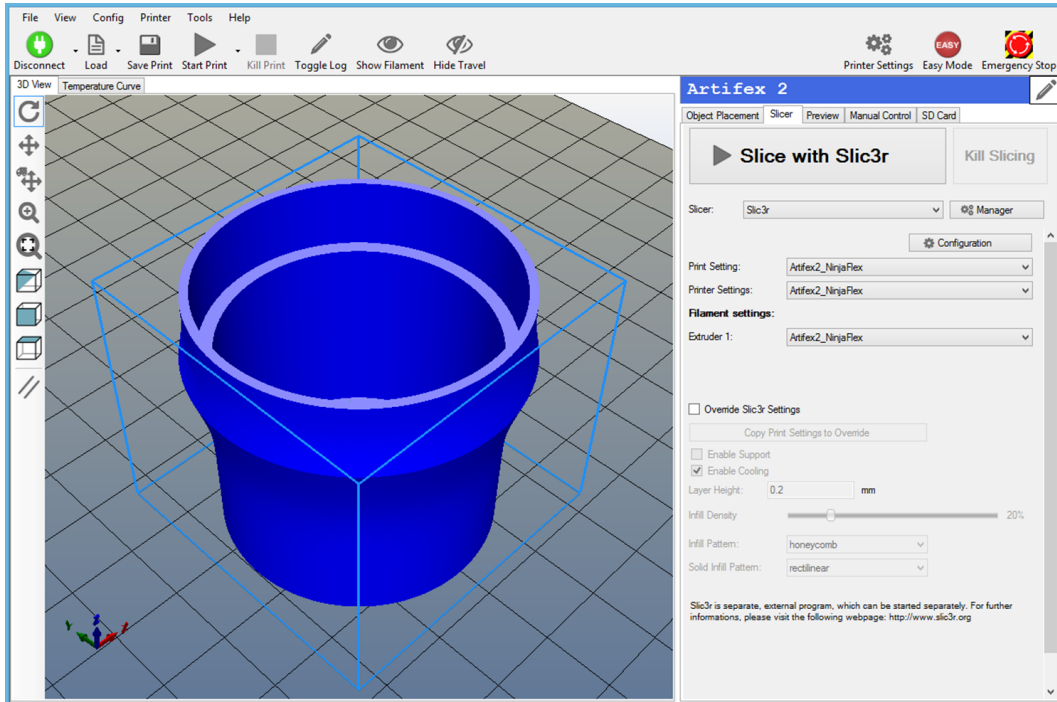 File View Config Printer Tools Help
Disconnect Load Save Print Start Print Kill Print Toggle Log Show Filament Hide Travel Printer Settings Easy Mode Emergency Stop
EASY
3D View Temperature Curve
Artifex 2
Object Placement Slicer Preview Manual Control SD Card
Slice with Slic3r Kill Slicing
Slicer: Slic3r Manager
Configuration
Print Setting: Artifex2_NinjaFlex
Printer Settings: Artifex2_NinjaFlex
Filament settings:
Extruder 1: Artifex2_NinjaFlex
Override Slic3r Settings
Copy Print Settings to Override
Enable Support
Enable Cooling
Layer Height: 0.2 mm
Infill Density 20%
Infill Pattern: honeycomb
Solid Infill Pattern: rectilinear
Slic3r is separate, external program, which can be started separately. For further
informations, please visit the following webpage: http://www.slic3r.org
Y Z X